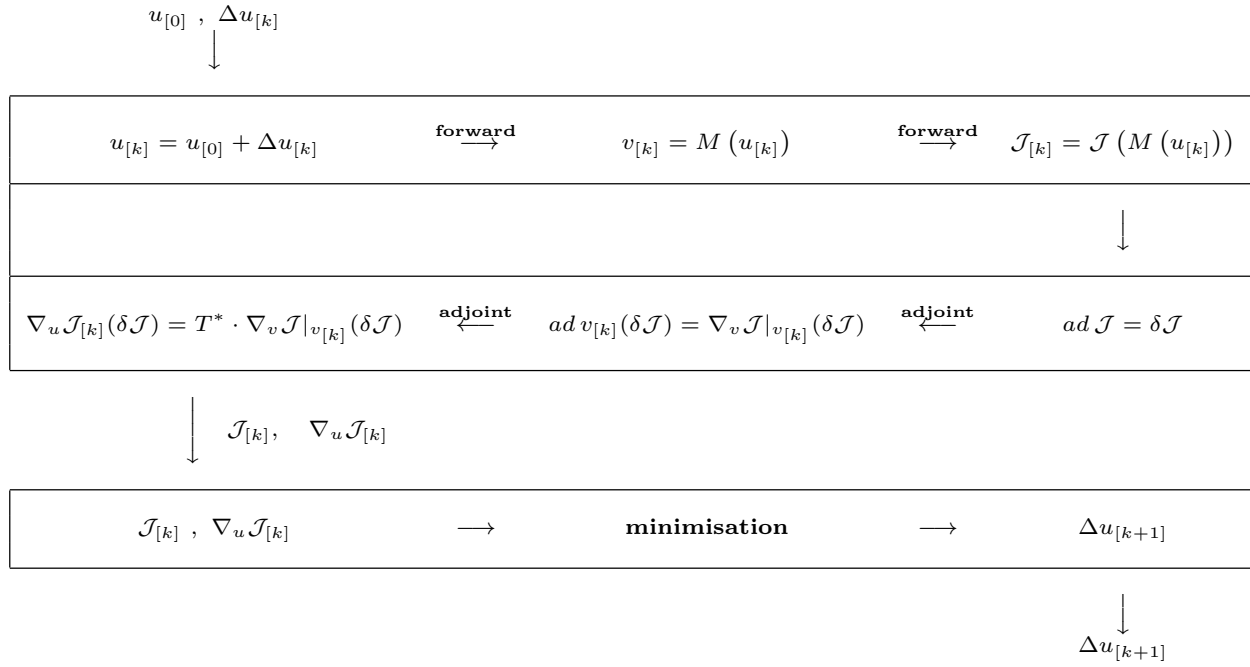 u_{[0]} , Δu_{[k]}
↓
u_{[k]} = u_{[0]} + Δu_{[k]} forward ⟶ v_{[k]} = M (u_{[k]}) forward ⟶ 𝒥_{[k]} = 𝒥 (M (u_{[k]}))
↓
∇_u 𝒥_{[k]}(δ𝒥) = T* · ∇_v 𝒥|_{v_{[k]}}(δ𝒥) adjoint ⟵ ad v_{[k]}(δ𝒥) = ∇_v 𝒥|_{v_{[k]}}(δ𝒥) adjoint ⟵ ad 𝒥 = δ𝒥
↓ 𝒥_{[k]}, ∇_u 𝒥_{[k]}
𝒥_{[k]} , ∇_u 𝒥_{[k]} ⟶ minimisation ⟶ Δu_{[k+1]}
↓
Δu_{[k+1]}